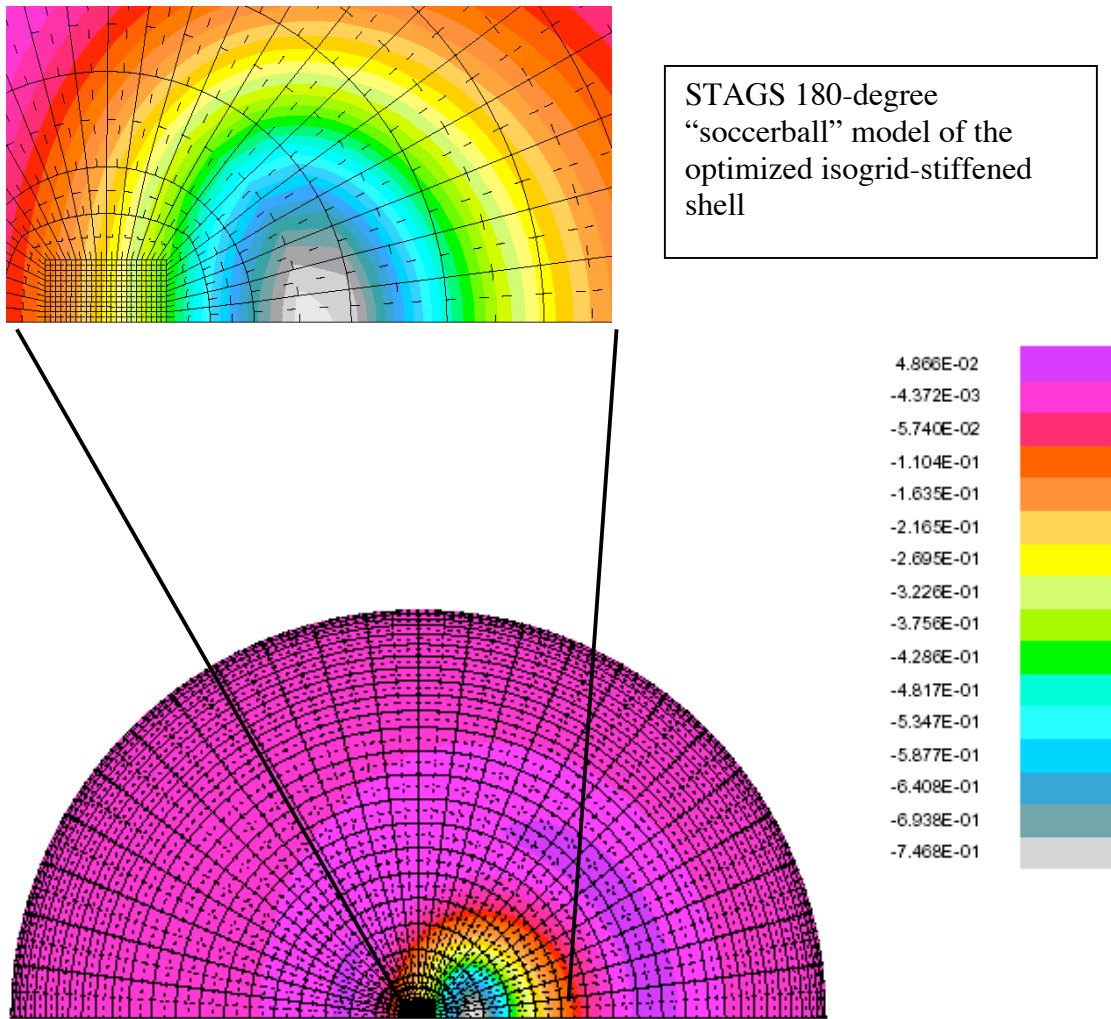 STAGS 180-degree
“soccerball” model of the
optimized isogrid-stiffened
shell
4.866E-02
-4.372E-03
-5.740E-02
-1.104E-01
-1.635E-01
-2.165E-01
-2.695E-01
-3.226E-01
-3.756E-01
-4.286E-01
-4.817E-01
-5.347E-01
-5.877E-01
-6.408E-01
-6.938E-01
-7.468E-01